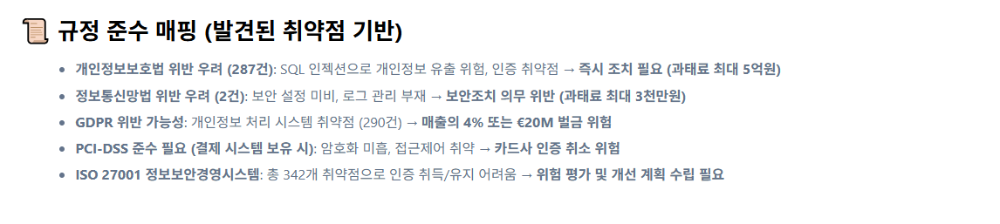 규정 준수 매핑 (발견된 취약점 기반)
개인정보보호법 위반 우려 (287건): SQL 인젝션으로 개인정보 유출 위험, 인증 취약점 → 즉시 조치 필요 (과태료 최대 5억원)
정보통신망법 위반 우려 (2건): 보안 설정 미비, 로그 관리 부재 → 보안조치 의무 위반 (과태료 최대 3천만원)
GDPR 위반 가능성: 개인정보 처리 시스템 취약점 (290건) → 매출의 4% 또는 €20M 벌금 위험
PCI-DSS 준수 필요 (결제 시스템 보유 시): 암호화 미흡, 접근제어 취약 → 카드사 인증 취소 위험
ISO 27001 정보보안경영시스템: 총 342개 취약점으로 인증 취득/유지 어려움 → 위험 평가 및 개선 계획 수립 필요